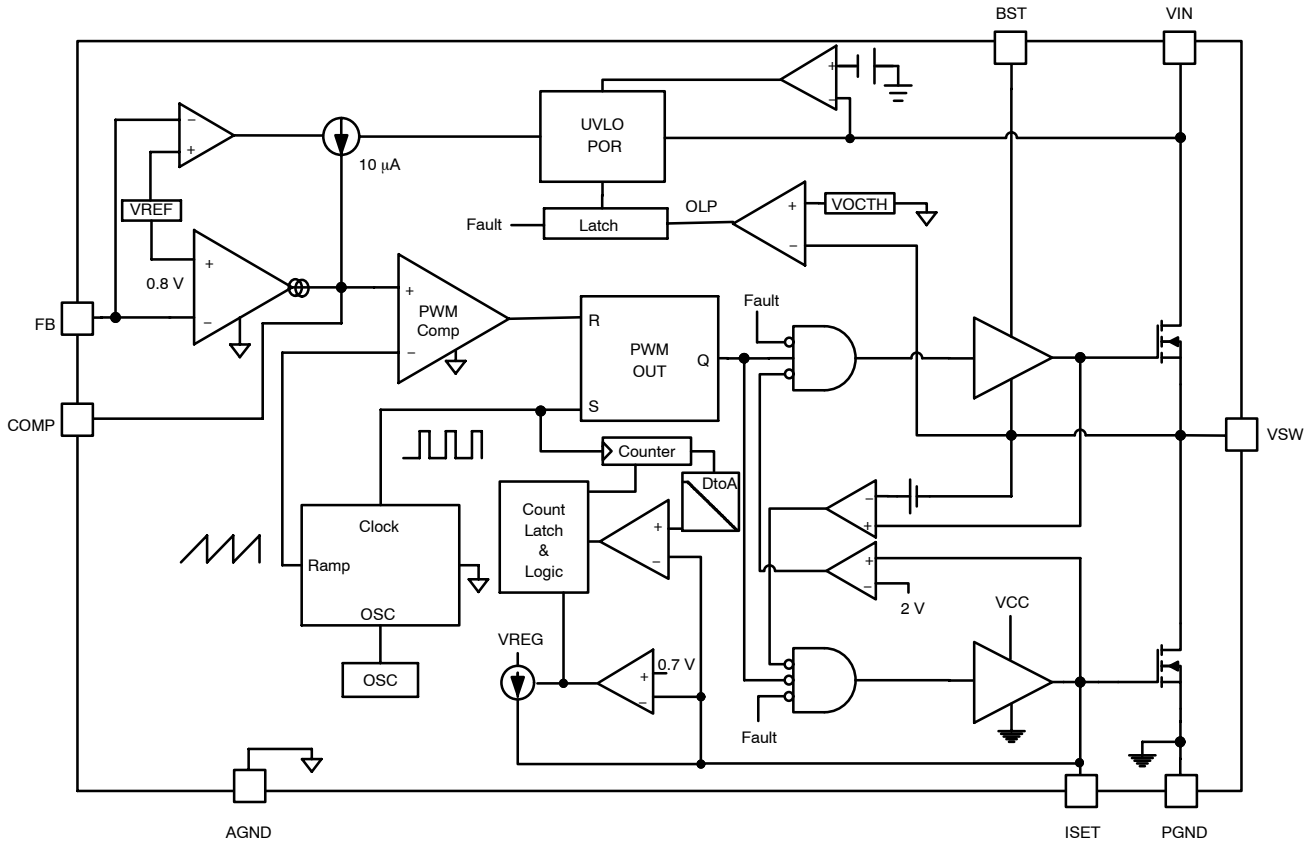 BST
VIN
+
−
UVLO
POR
−
+
10 μA
VREF
OLP
+
VOCTH
−
Fault
Latch
0.8 V
+
−
FB
+
PWM
Comp
−
R
PWM
OUT
Q
S
Fault
COMP
VSW
Counter
DtoA
Count
Latch
&
Logic
+
−
−
+
+
−
2 V
Clock
Ramp
OSC
OSC
VREG
0.7 V
+
−
VCC
Fault
AGND
ISET
PGND